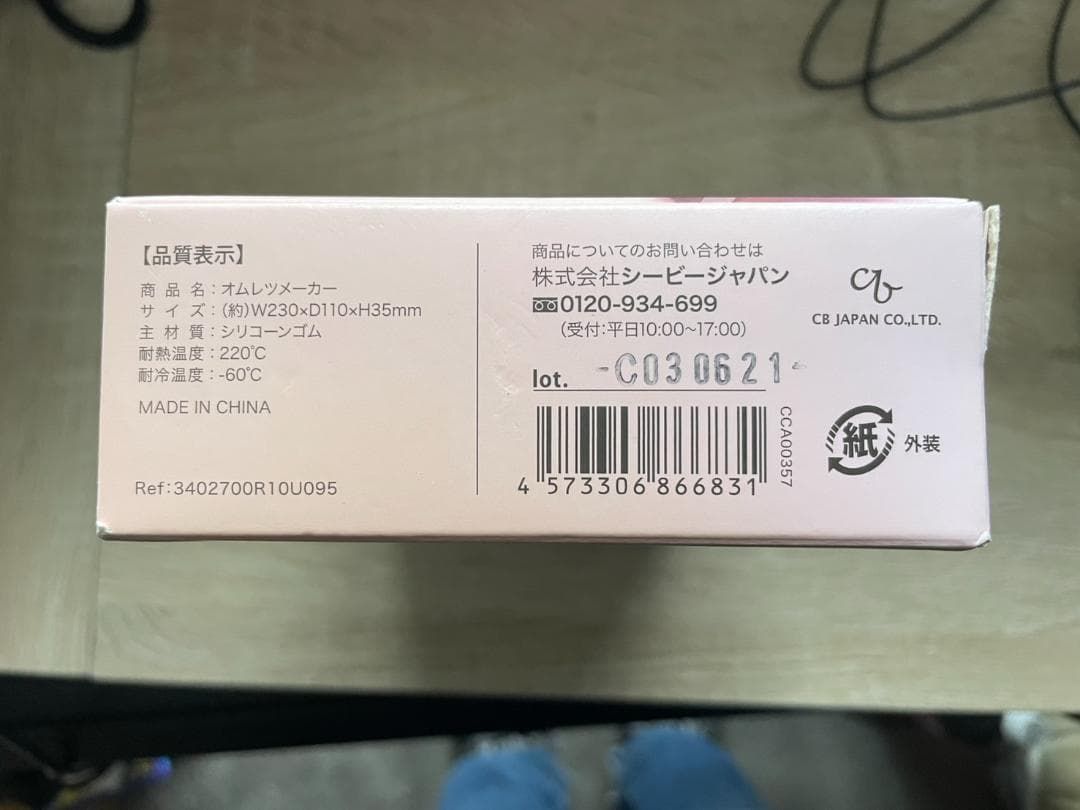 【品質表示】
商品名：オムレツメーカー
サイズ：（約）W230×D110×H35mm
主材質：シリコーンゴム
耐熱温度：220℃
耐冷温度：-60℃
MADE IN CHINA
Ref：3402700R10U095
商品についてのお問い合わせは
株式会社シービージャパン
0120-934-699
（受付：平日10:00~17:00）
lot. -C030621-
4 573306 866831
CCA00357
cb
CB JAPAN CO.,LTD.
紙 外装